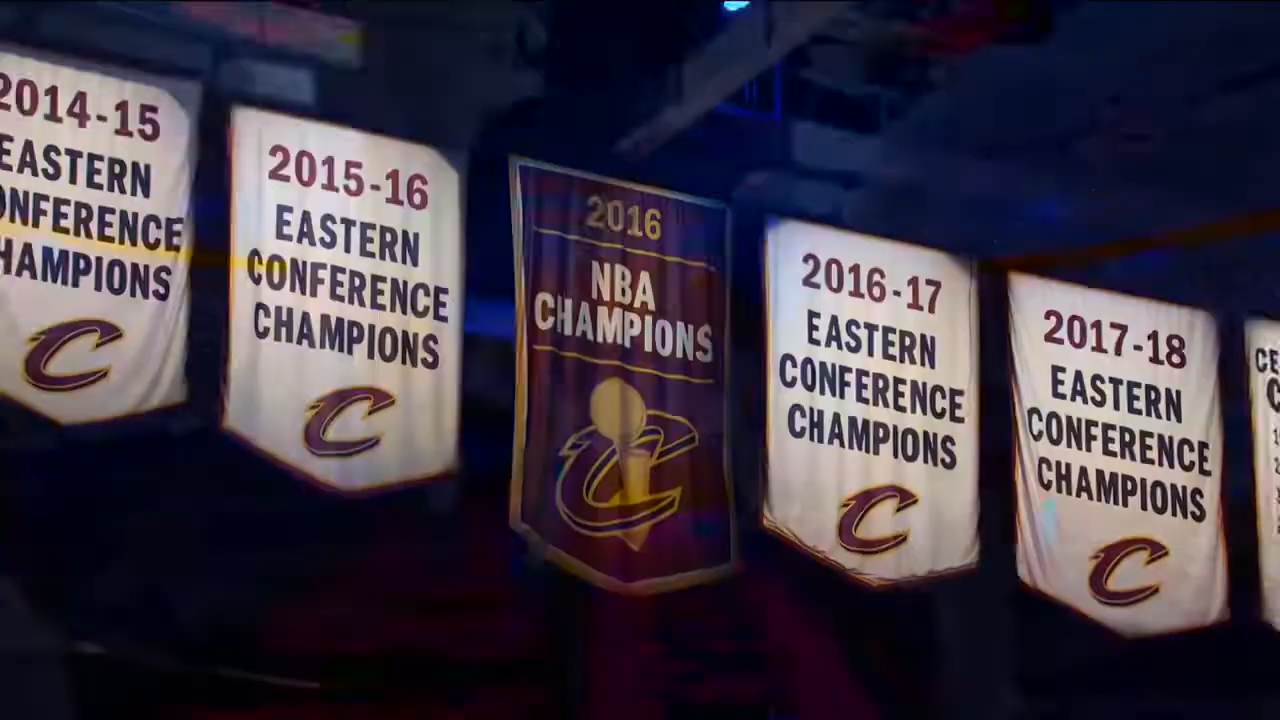 2014-15
EASTERN
CONFERENCE
CHAMPIONS
2015-16
EASTERN
CONFERENCE
CHAMPIONS
2016
NBA
CHAMPIONS
2016-17
EASTERN
CONFERENCE
CHAMPIONS
2017-18
EASTERN
CONFERENCE
CHAMPIONS